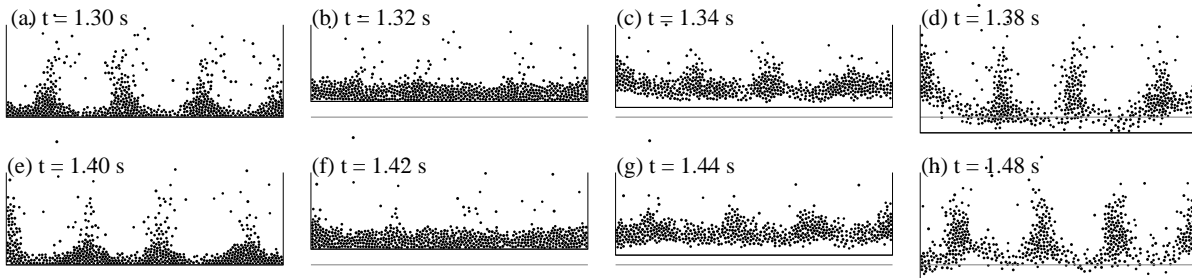 (a) t = 1.30 s
(b) t = 1.32 s
(c) t = 1.34 s
(d) t = 1.38 s
(e) t = 1.40 s
(f) t = 1.42 s
(g) t = 1.44 s
(h) t = 1.48 s